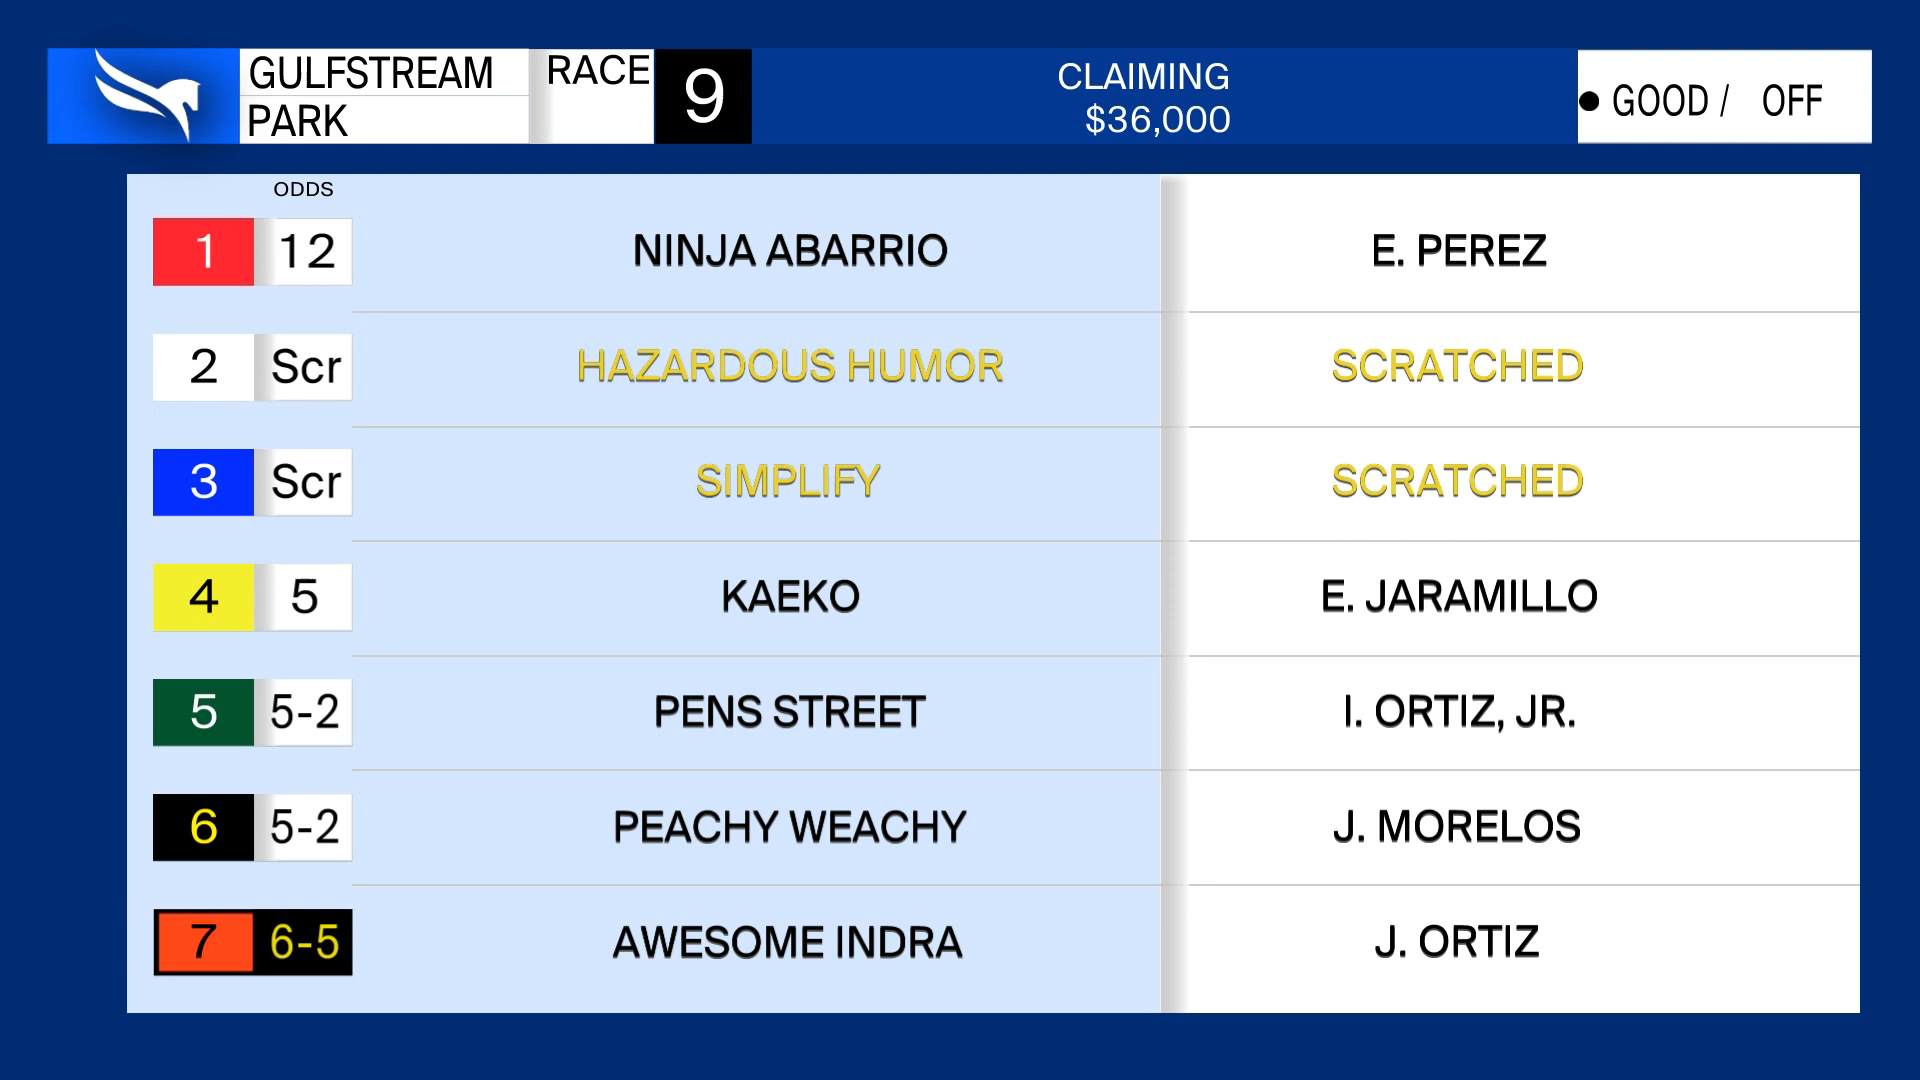 GULFSTREAM
PARK
RACE 9
CLAIMING
$36,000
● GOOD / OFF
ODDS
1 12 NINJA ABARRIO E. PEREZ
2 Scr HAZARDOUS HUMOR SCRATCHED
3 Scr SIMPLIFY SCRATCHED
4 5 KAEKO E. JARAMILLO
5 5-2 PENS STREET I. ORTIZ, JR.
6 5-2 PEACHY WEACHY J. MORELOS
7 6-5 AWESOME INDRA J. ORTIZ